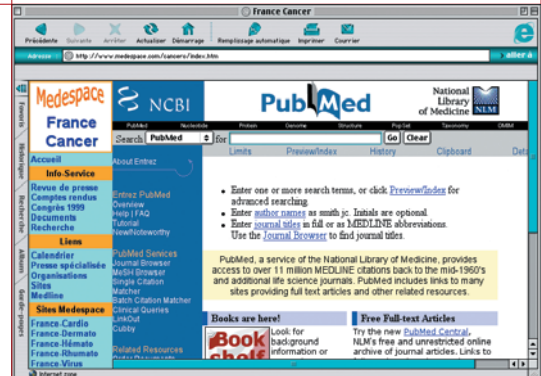 France Cancer
Précédente Suivante Arrêter Actualiser Démarrage Remplissage automatique Imprimer Courrier
Adresse : http://www.medespace.com/cancero/index.htm aller à
Favoris
Historique
Recherche
Album
Garde-pages
Medespace
France
Cancer
Accueil
Info-Service
Revue de presse
Comptes rendus
Congrès 1999
Documents
Recherche
Liens
Calendrier
Presse spécialisée
Organisations
Sites
Medline
Sites Medespace
France-Cardio
France-Dermato
France-Hémato
France-Rhumato
France-Virus
NCBI
PubMed
National
Library
of Medicine NLM
PubMed Nucleotide Protein Genome Structure PopSet Taxonomy OMIM
Search PubMed for Go Clear
Limits Preview/Index History Clipboard Deta
About Entrez
Entrez PubMed
Overview
Help | FAQ
Tutorial
New/Noteworthy
PubMed Services
Journal Browser
MeSH Browser
Single Citation
Matcher
Batch Citation Matcher
Clinical Queries
LinkOut
Cubby
Related Resources
Order Documents
• Enter one or more search terms, or click Preview/Index for
advanced searching.
• Enter author names as smith jc. Initials are optional.
• Enter journal titles in full or as MEDLINE abbreviations.
Use the Journal Browser to find journal titles.
PubMed, a service of the National Library of Medicine, provides
access to over 11 million MEDLINE citations back to the mid-1960's
and additional life science journals. PubMed includes links to many
sites providing full text articles and other related resources.
Books are here!
Book
shelf
Look for
background
information or
Free Full-text Articles
Try the new PubMed Central,
NLM's free and unrestricted online
archive of journal articles. Links to
Internet zone